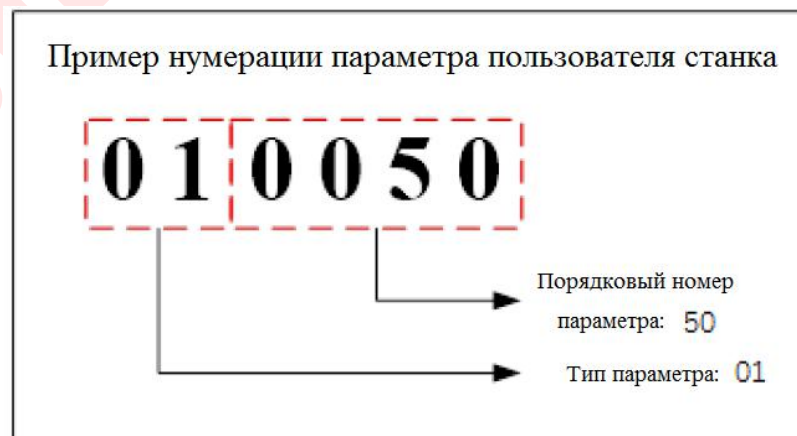 Пример нумерации параметра пользователя станка
0 1 0 0 5 0
Порядковый номер
параметра: 50
Тип параметра: 01